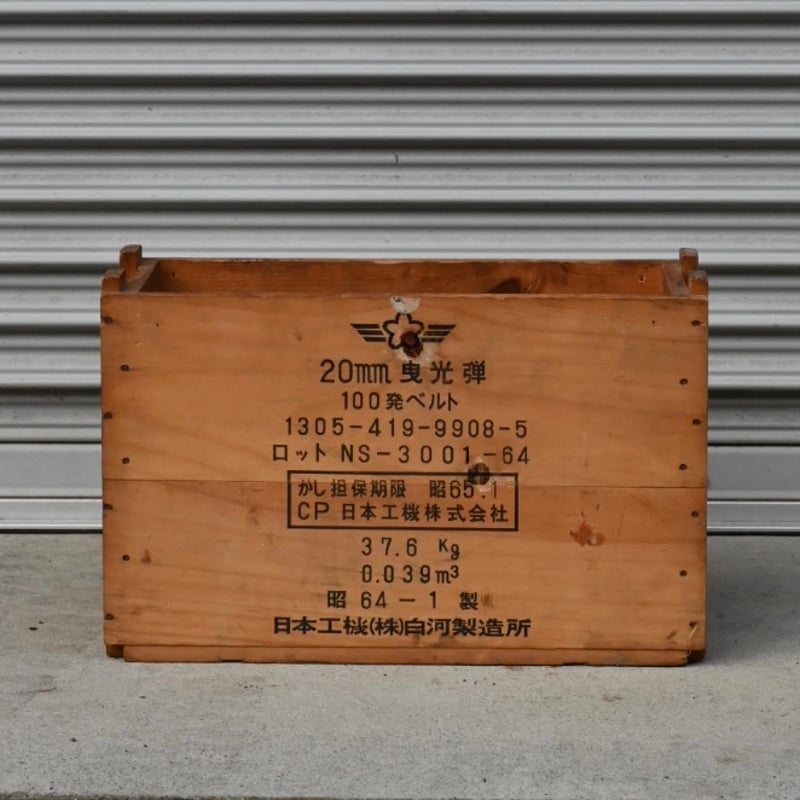 20mm 曳光弾
100発ベルト
1305-419-9908-5
ロット NS-3001-64
かし担保期限 昭65.1
CP 日本工機株式会社
37.6 Kg
0.039m³
昭 64-1 製
日本工機(株)白河製造所